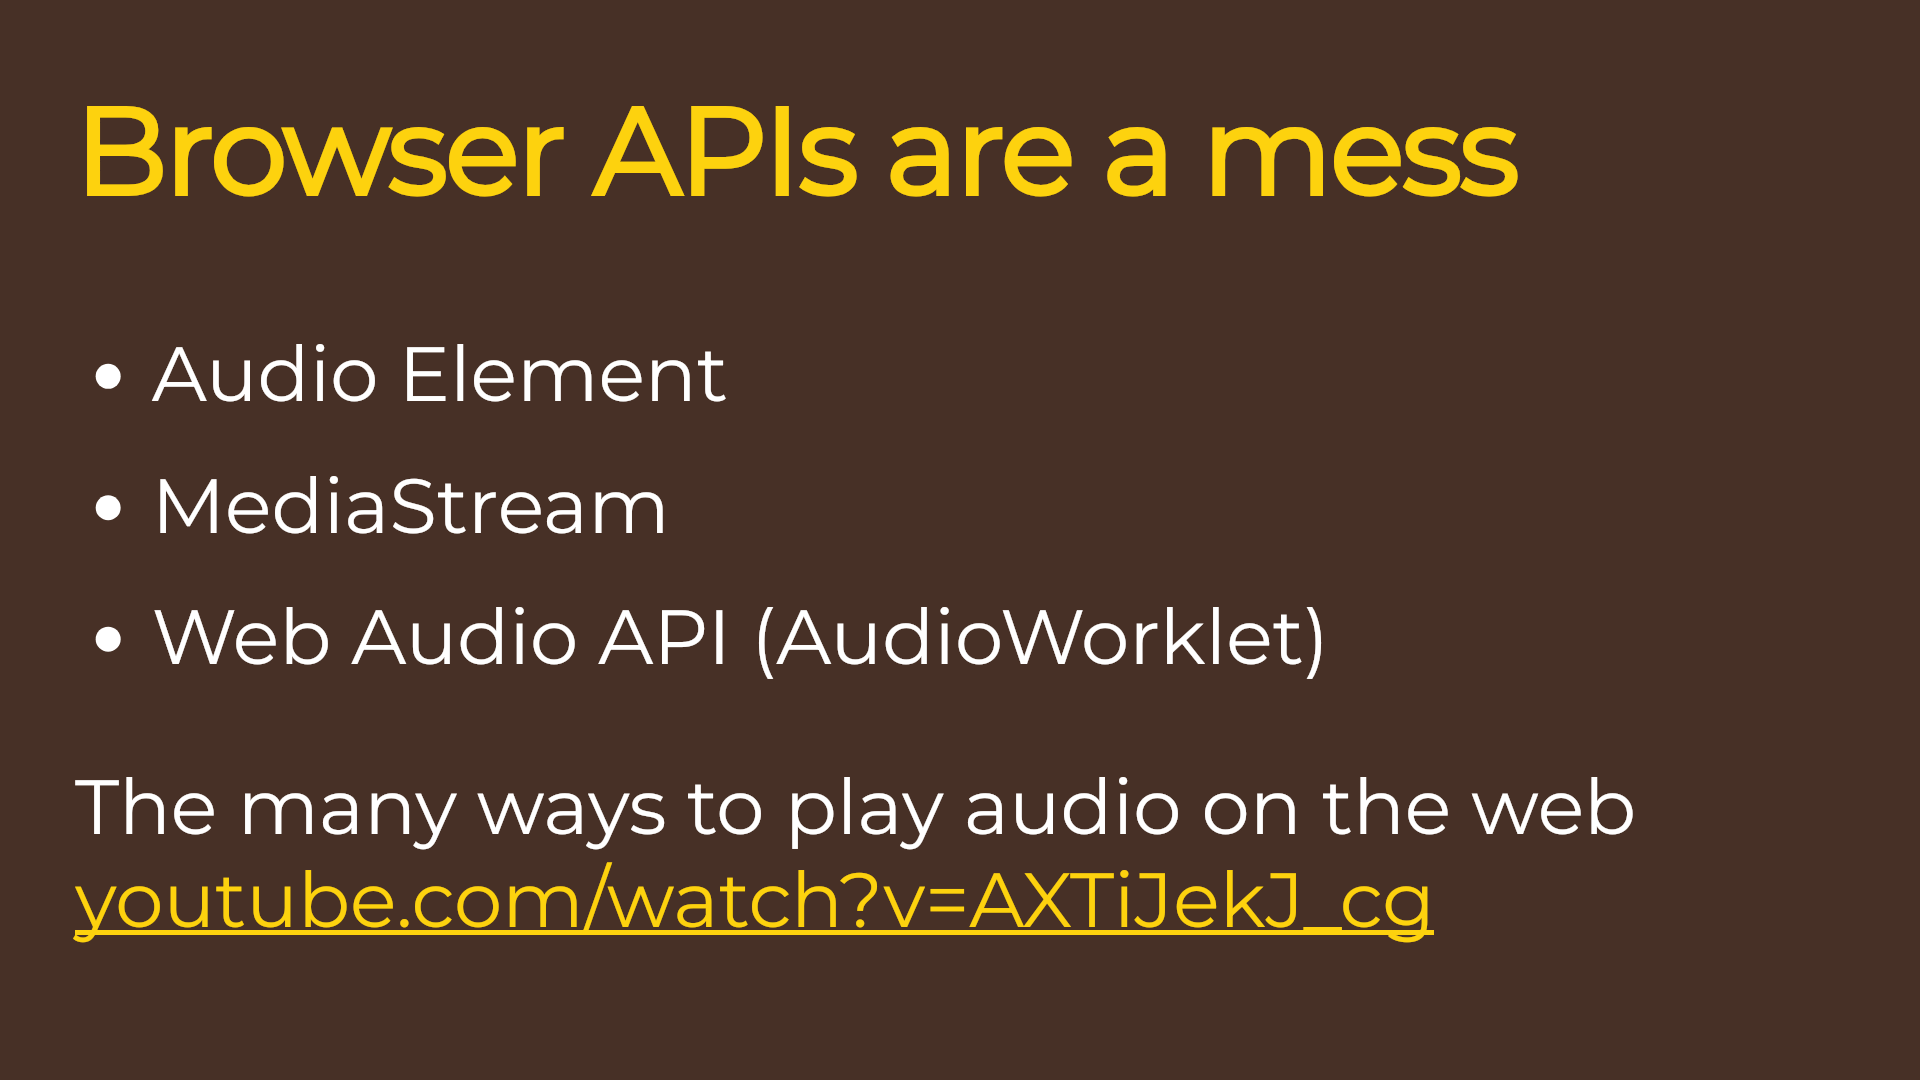 Browser APIs are a mess
• Audio Element
• MediaStream
• Web Audio API (AudioWorklet)
The many ways to play audio on the web
youtube.com/watch?v=AXTiJekJ_cg